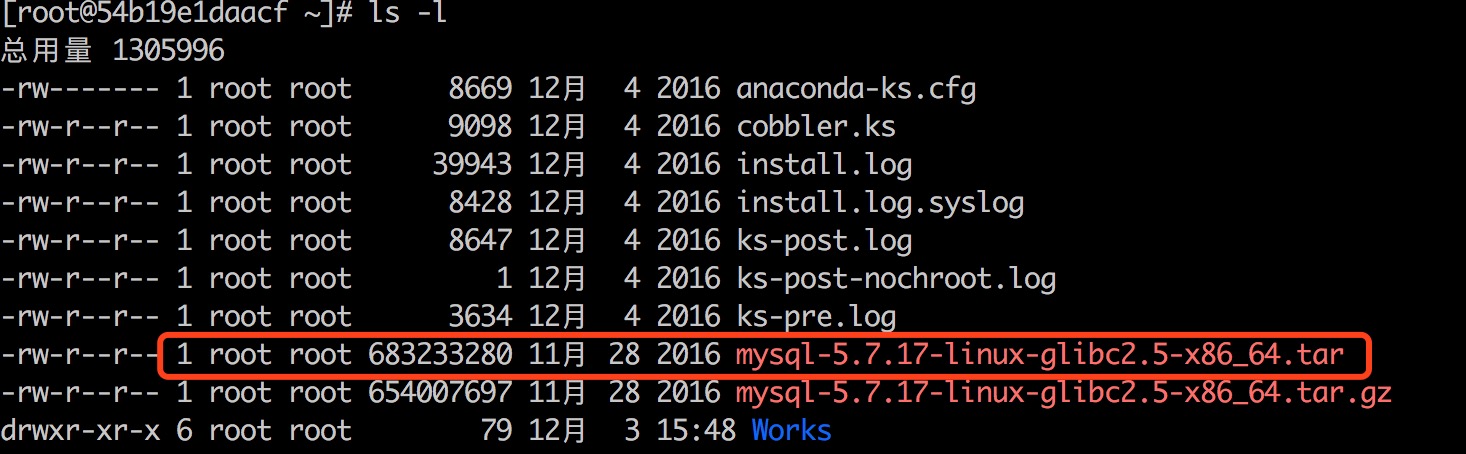 [root@54b19e1daacf ~]# ls -l
总用量 1305996
-rw------- 1 root root      8669 12月  4 2016 anaconda-ks.cfg
-rw-r--r-- 1 root root      9098 12月  4 2016 cobbler.ks
-rw-r--r-- 1 root root     39943 12月  4 2016 install.log
-rw-r--r-- 1 root root      8428 12月  4 2016 install.log.syslog
-rw-r--r-- 1 root root      8647 12月  4 2016 ks-post.log
-rw-r--r-- 1 root root         1 12月  4 2016 ks-post-nochroot.log
-rw-r--r-- 1 root root      3634 12月  4 2016 ks-pre.log
-rw-r--r-- 1 root root 683233280 11月 28 2016 mysql-5.7.17-linux-glibc2.5-x86_64.tar
-rw-r--r-- 1 root root 654007697 11月 28 2016 mysql-5.7.17-linux-glibc2.5-x86_64.tar.gz
drwxr-xr-x 6 root root        79 12月  3 15:48 Works